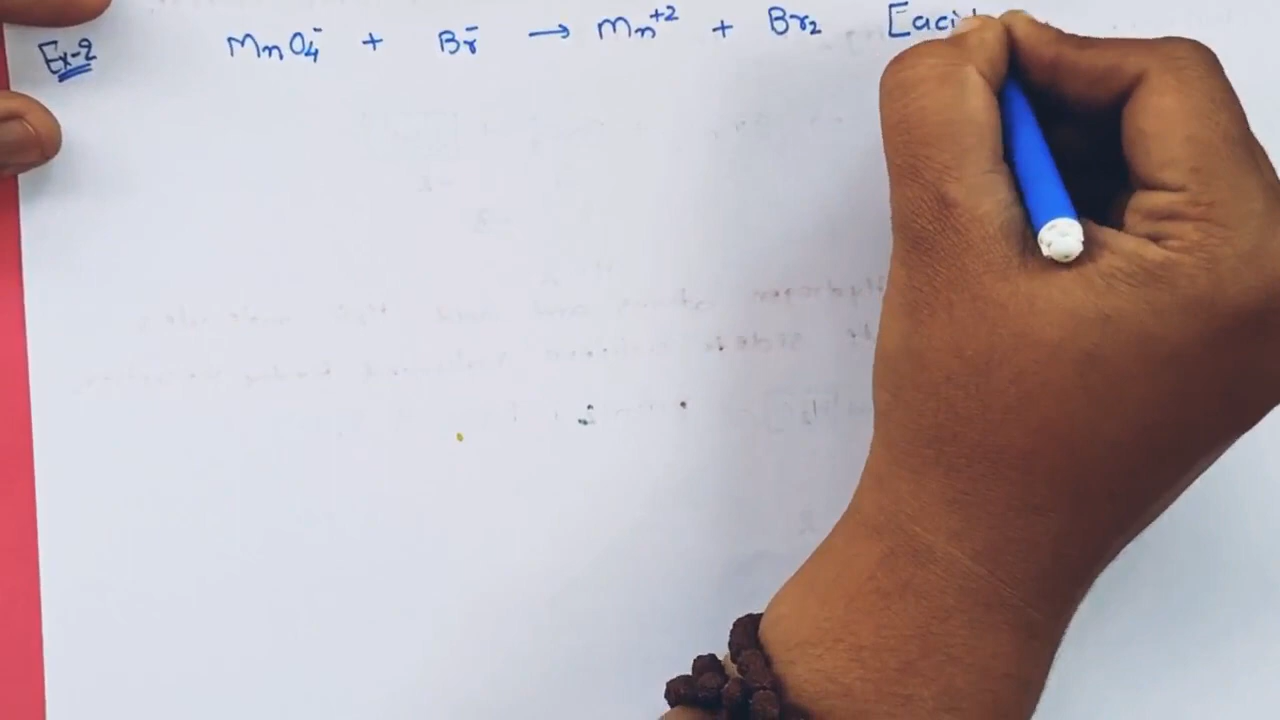 Ex-2 MnO₄⁻ + Br⁻ → Mn⁺² + Br₂ [aci